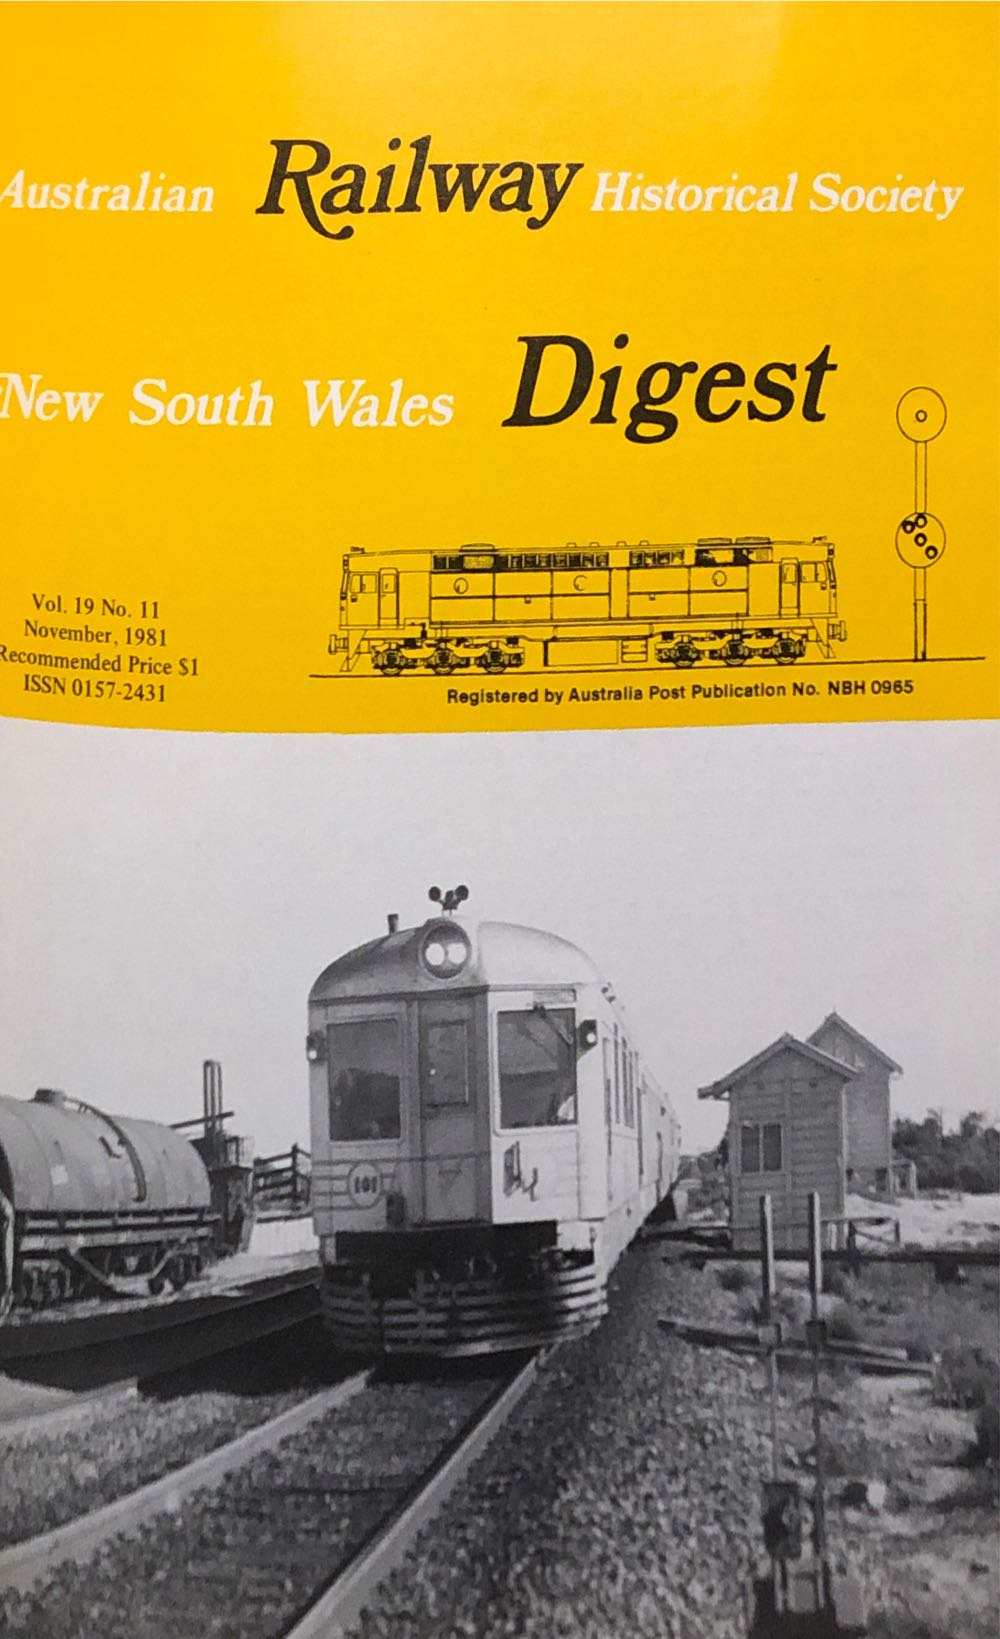 Australian Railway Historical Society
New South Wales Digest
Vol. 19 No. 11
November, 1981
Recommended Price $1
ISSN 0157-2431
Registered by Australia Post Publication No. NBH 0965
101